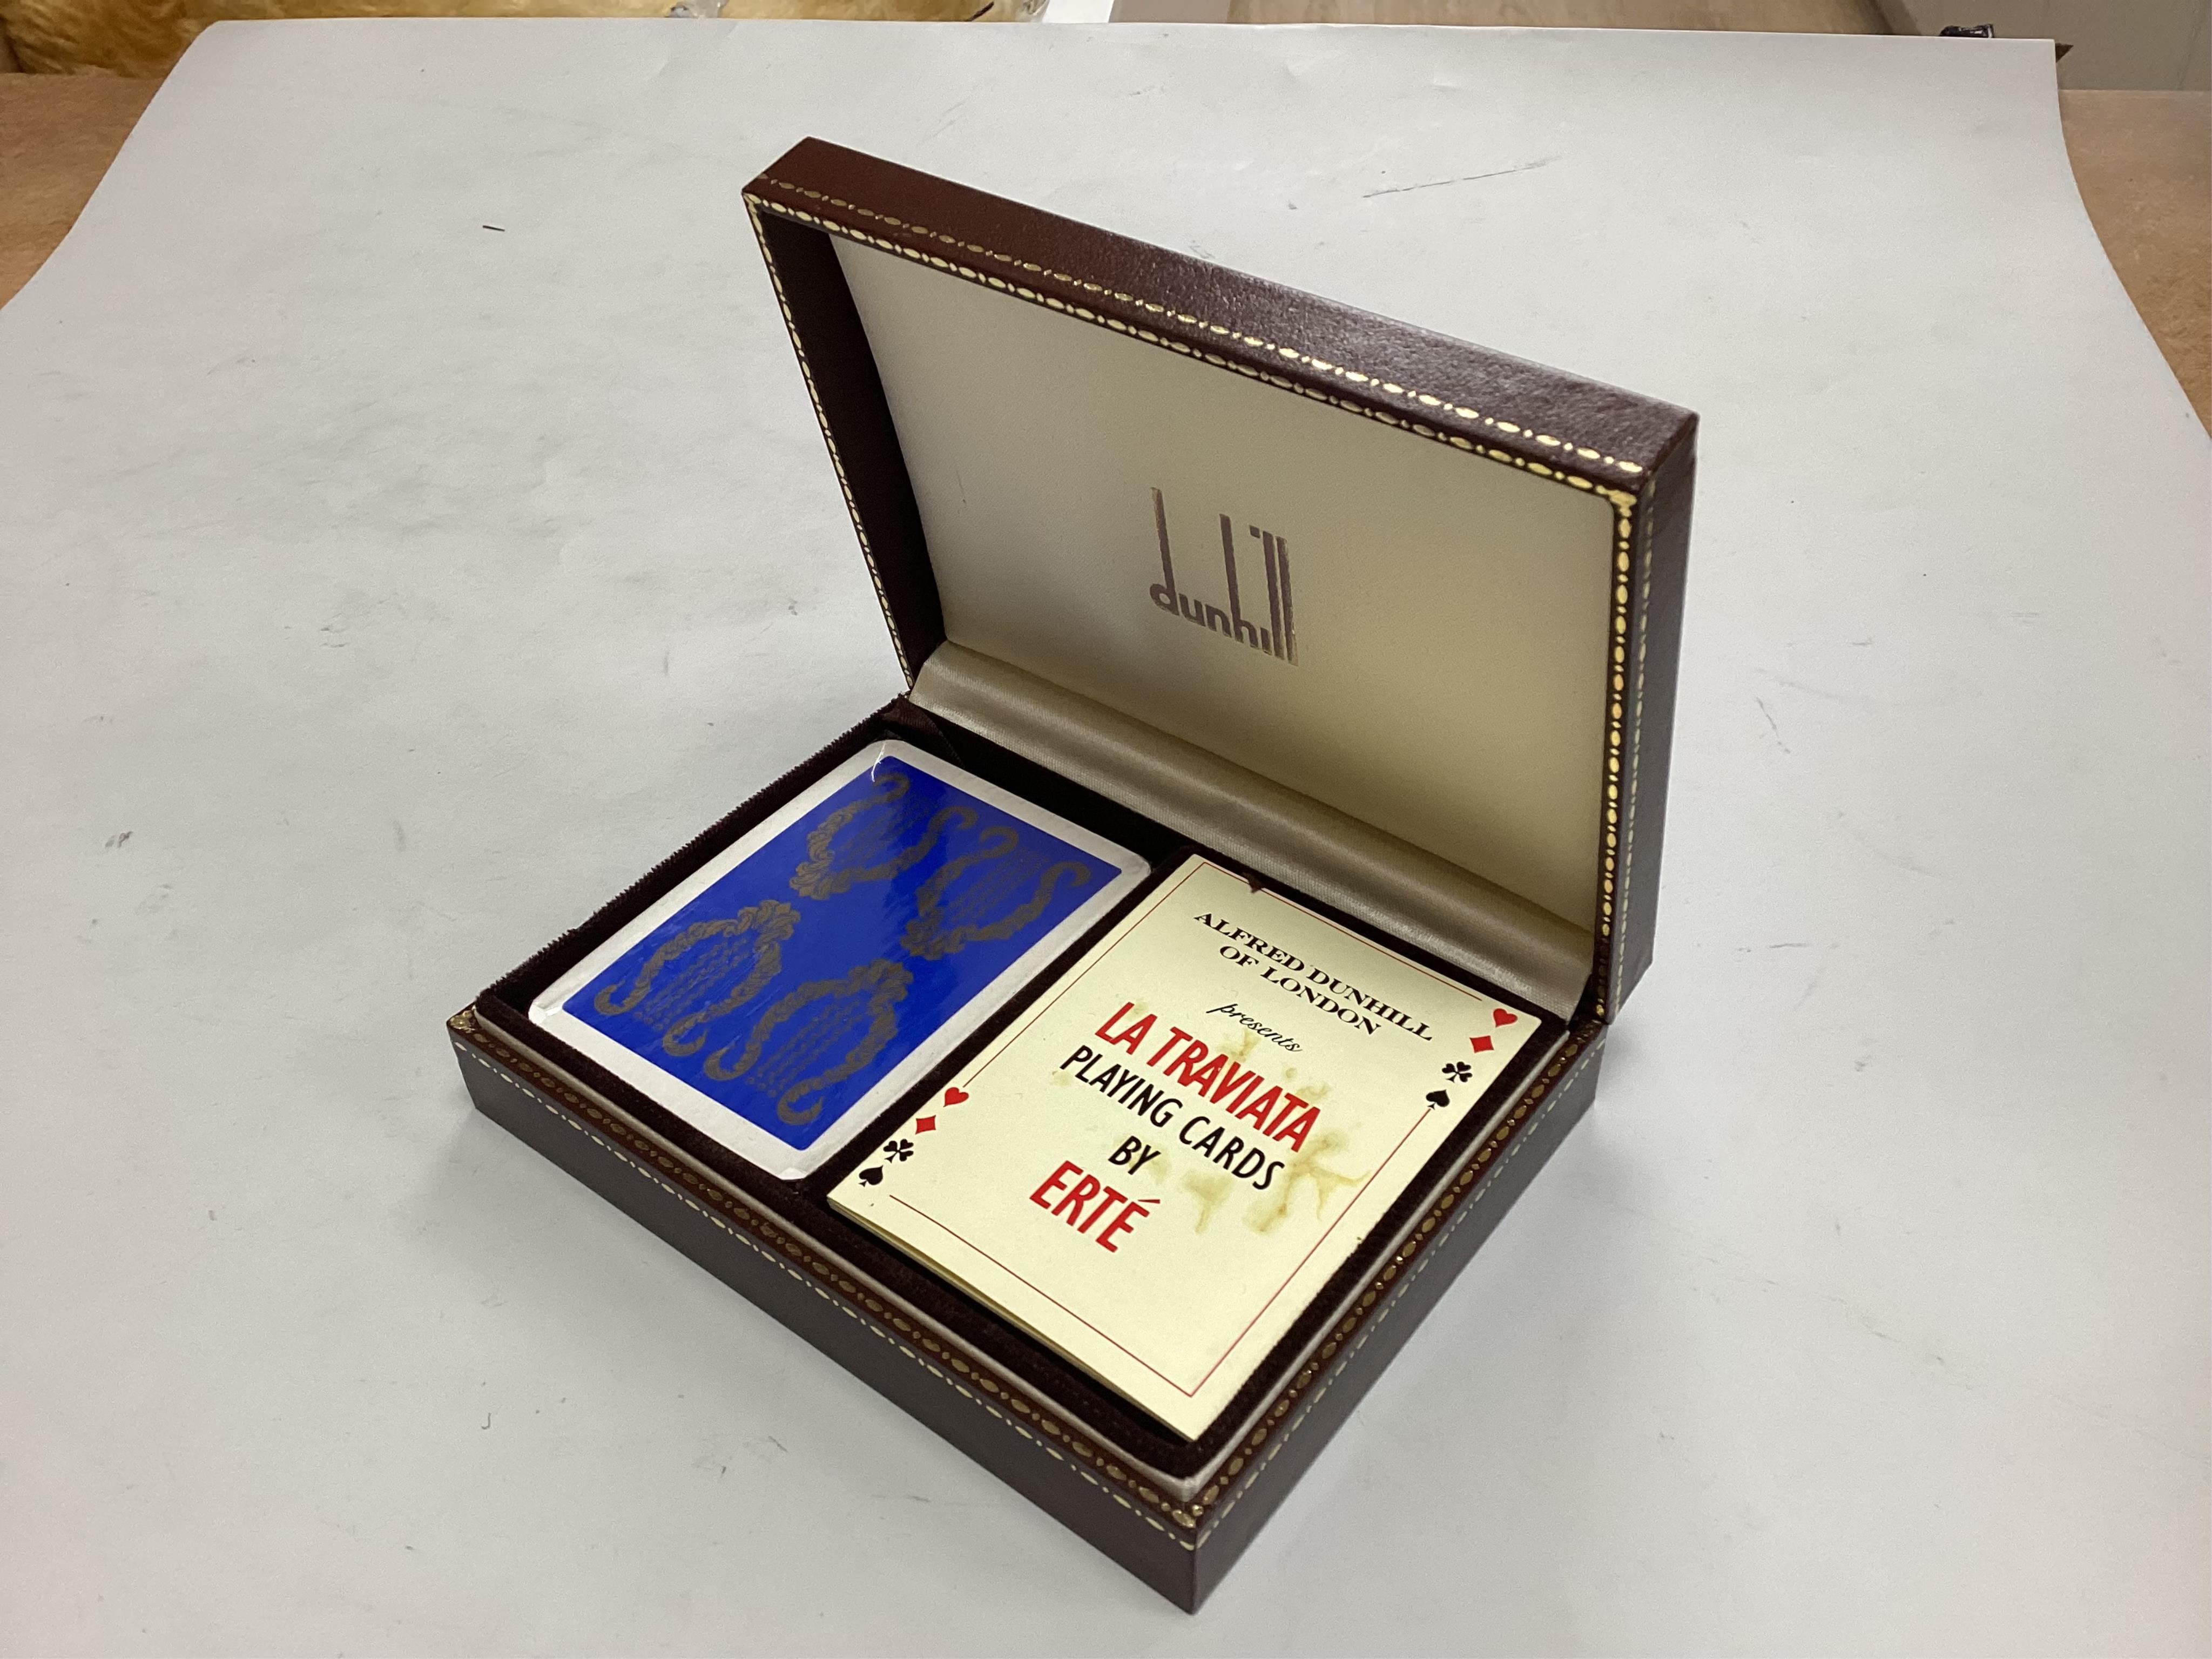 dunhill
ALFRED DUNHILL
OF LONDON
presents
LA TRAVIATA
PLAYING CARDS
BY
ERTÉ